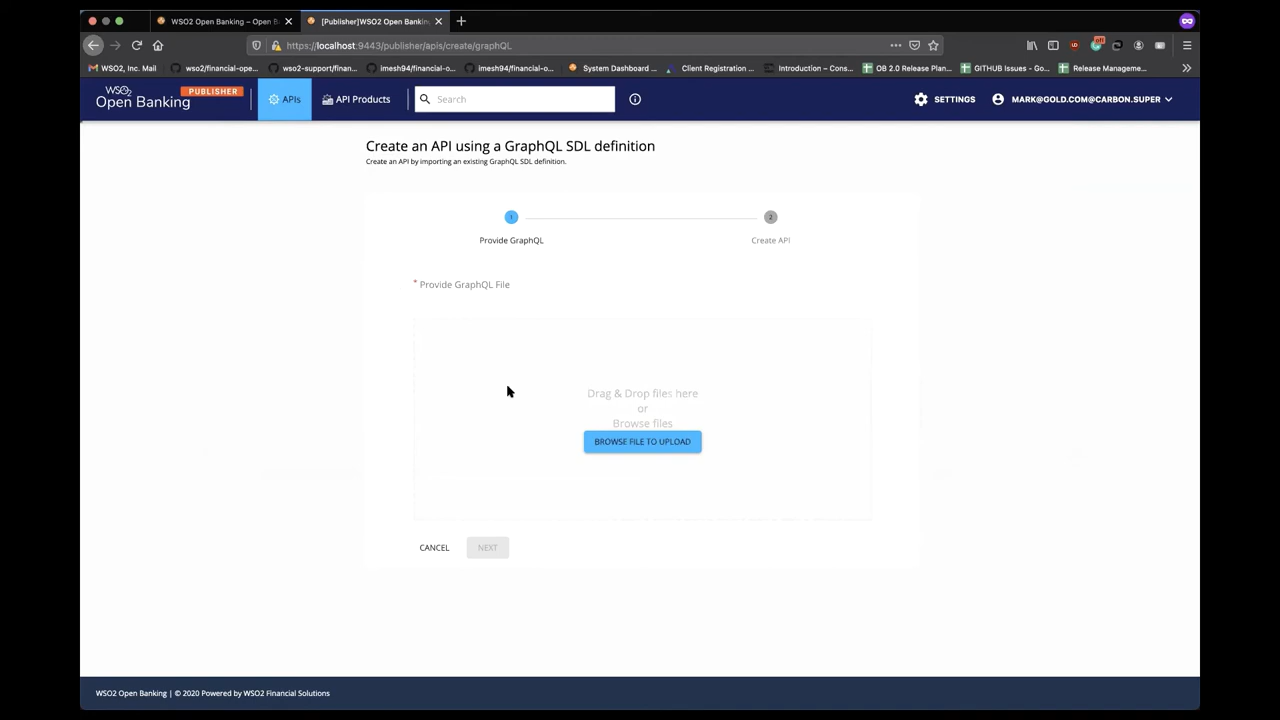 WSO2 Open Banking – Open B
[Publisher]WSO2 Open Bankin
https://localhost:9443/publisher/apis/create/graphQL
WSO2, Inc. Mail
wso2/financial-ope...
wso2-support/finan...
imesh94/financial-o...
imesh94/financial-o...
System Dashboard ...
Client Registration ...
Introduction – Cons...
OB 2.0 Release Plan...
GITHUB Issues - Go...
Release Manageme...
WSO2
Open Banking
PUBLISHER
APIs
API Products
Search
SETTINGS
MARK@GOLD.COM@CARBON.SUPER
Create an API using a GraphQL SDL definition
Create an API by importing an existing GraphQL SDL definition.
1
2
Provide GraphQL
Create API
* Provide GraphQL File
Drag & Drop files here
or
Browse files
BROWSE FILE TO UPLOAD
CANCEL
NEXT
WSO2 Open Banking | © 2020 Powered by WSO2 Financial Solutions